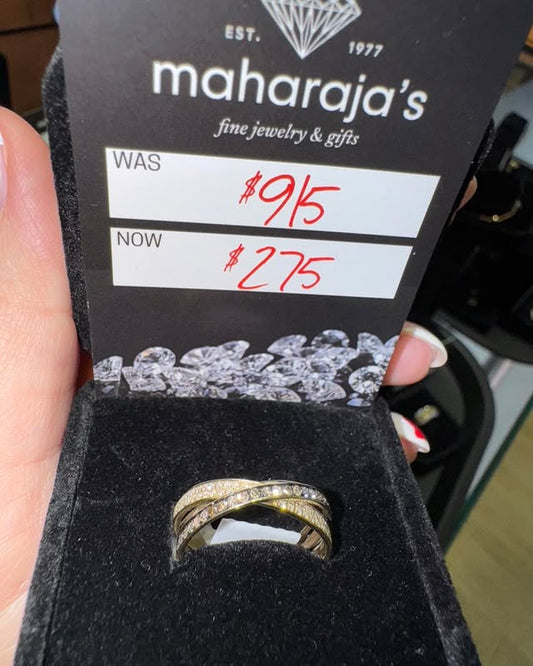 EST. 1977
maharaja's
fine jewelry & gifts
WAS
$915
NOW
$275